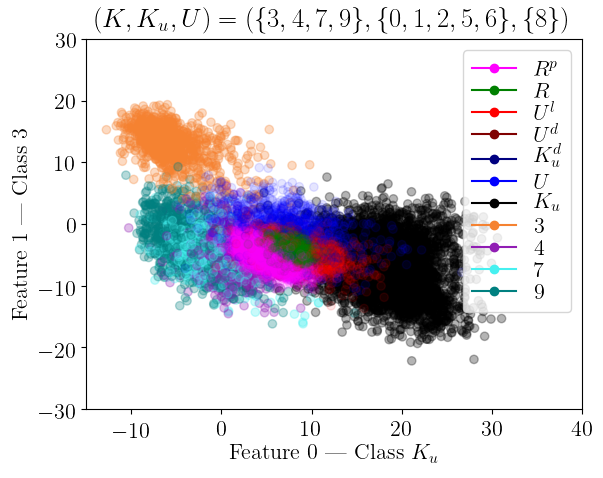 (K, K_u, U) = ({3, 4, 7, 9}, {0, 1, 2, 5, 6}, {8})
30
20
10
0
−10
−20
−30
Feature 1 — Class 3
R^p
R
U^l
U^d
K_u^d
U
K_u
3
4
7
9
−10 0 10 20 30 40
Feature 0 — Class K_u